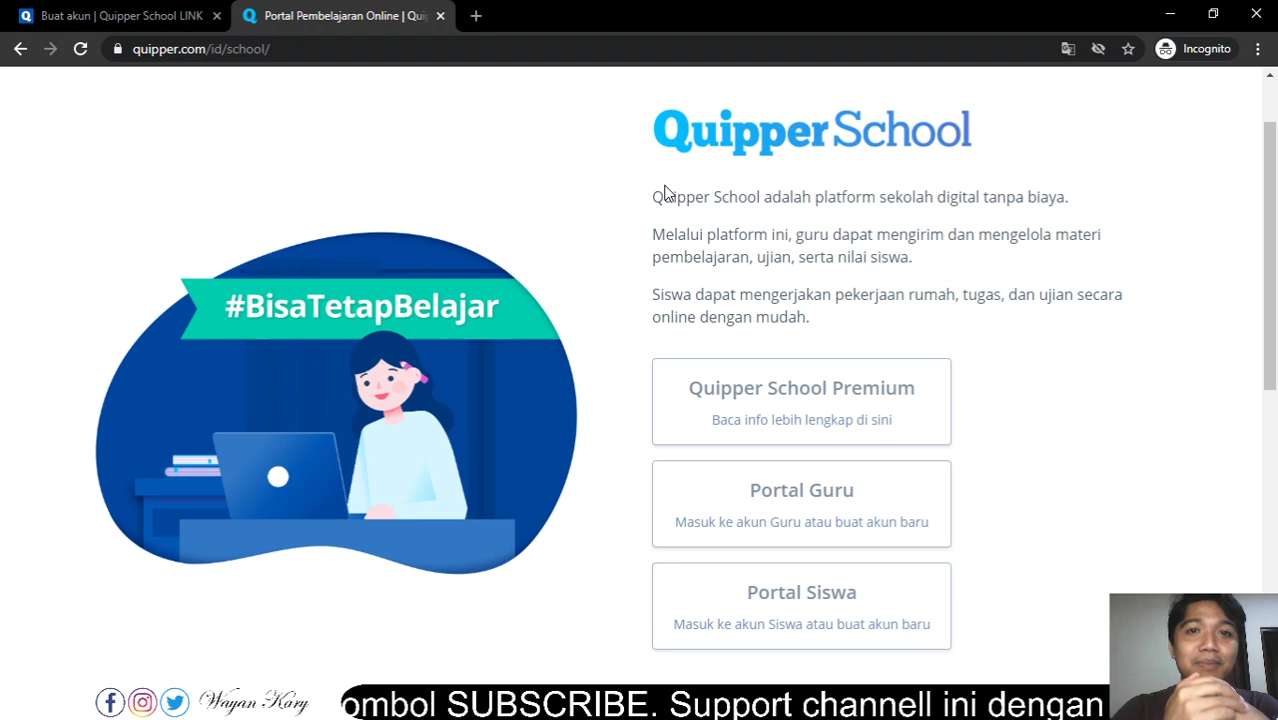 Buat akun | Quipper School LINK
Portal Pembelajaran Online | Qui
quipper.com/id/school/
Incognito
QuipperSchool
Quipper School adalah platform sekolah digital tanpa biaya.
Melalui platform ini, guru dapat mengirim dan mengelola materi
pembelajaran, ujian, serta nilai siswa.
Siswa dapat mengerjakan pekerjaan rumah, tugas, dan ujian secara
online dengan mudah.
#BisaTetapBelajar
Quipper School Premium
Baca info lebih lengkap di sini
Portal Guru
Masuk ke akun Guru atau buat akun baru
Portal Siswa
Masuk ke akun Siswa atau buat akun baru
Wayan Kary
ombol SUBSCRIBE. Support channell ini dengan